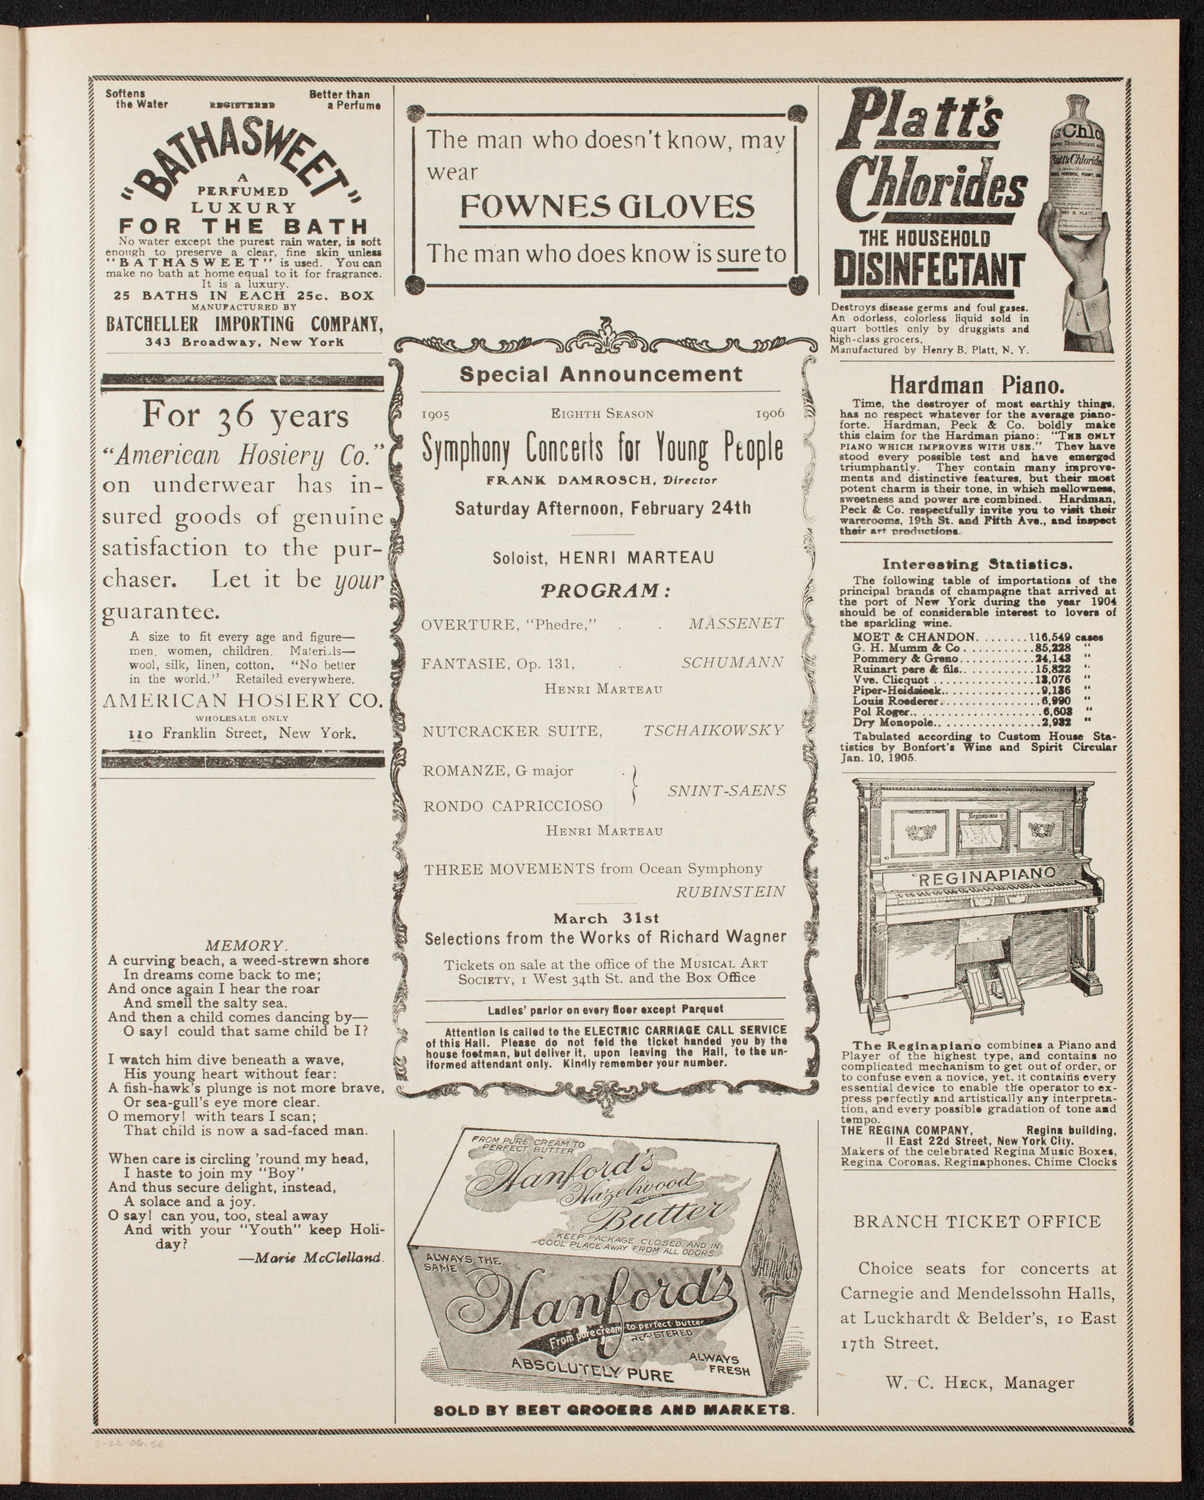 Softens
the Water
REGISTERED
Better than
a Perfume
"BATHASWEET"
A
PERFUMED
LUXURY
FOR THE BATH
No water except the purest rain water, is soft
enough to preserve a clear, fine skin unless
"BATHASWEET" is used. You can
make no bath at home equal to it for fragrance.
It is a luxury.
25 BATHS IN EACH 25c. BOX
MANUFACTURED BY
BATCHELLER IMPORTING COMPANY,
343 Broadway, New York
For 36 years
"American Hosiery Co."
on underwear has in-
sured goods of genuine
satisfaction to the pur-
chaser. Let it be your
guarantee.
A size to fit every age and figure—
men, women, children. Materials—
wool, silk, linen, cotton. "No better
in the world." Retailed everywhere.
AMERICAN HOSIERY CO.
WHOLESALE ONLY
110 Franklin Street, New York.
MEMORY.
A curving beach, a weed-strewn shore
In dreams come back to me;
And once again I hear the roar
And smell the salty sea.
And then a child comes dancing by—
O say! could that same child be I?
I watch him dive beneath a wave,
His young heart without fear:
A fish-hawk's plunge is not more brave,
Or sea-gull's eye more clear.
O memory! with tears I scan;
That child is now a sad-faced man.
When care is circling 'round my head,
I haste to join my "Boy"
And thus secure delight, instead,
A solace and a joy.
O say! can you, too, steal away
And with your "Youth" keep Holi-
day?
—Marie McClelland.
The man who doesn't know, may
wear
FOWNES GLOVES
The man who does know is sure to
Special Announcement
1905 EIGHTH SEASON 1906
Symphony Concerts for Young People
FRANK DAMROSCH, Director
Saturday Afternoon, February 24th
Soloist, HENRI MARTEAU
PROGRAM:
OVERTURE, "Phedre," . . MASSENET
FANTASIE, Op. 131, . SCHUMANN
HENRI MARTEAU
NUTCRACKER SUITE, TSCHAIKOWSKY
ROMANZE, G major .
SNINT-SAENS
RONDO CAPRICCIOSO
HENRI MARTEAU
THREE MOVEMENTS from Ocean Symphony
RUBINSTEIN
March 31st
Selections from the Works of Richard Wagner
Tickets on sale at the office of the MUSICAL ART
SOCIETY, 1 West 34th St. and the Box Office
Ladies' parlor on every floor except Parquet
Attention is called to the ELECTRIC CARRIAGE CALL SERVICE
of this Hall. Please do not fold the ticket handed you by the
house footman, but deliver it, upon leaving the Hall, to the un-
iformed attendant only. Kindly remember your number.
FROM PURE CREAM TO
PERFECT BUTTER
Hanford's
Hazelwood
Butter
KEEP PACKAGE CLOSED AND IN
COOL PLACE AWAY FROM ALL ODORS.
ALWAYS THE
SAME
Hanford's
From pure cream to perfect butter
REGISTERED
ABSOLUTELY PURE
ALWAYS
FRESH
Hanford's
SOLD BY BEST GROCERS AND MARKETS.
Platt's
Chlorides
THE HOUSEHOLD
DISINFECTANT
Platt's Chlorides
Destroys disease germs and foul gases.
An odorless, colorless liquid sold in
quart bottles only by druggists and
high-class grocers.
Manufactured by Henry B. Platt, N. Y.
Hardman Piano.
Time, the destroyer of most earthly things,
has no respect whatever for the average piano-
forte. Hardman, Peck & Co. boldly make
this claim for the Hardman piano; "THE ONLY
PIANO WHICH IMPROVES WITH USE." They have
stood every possible test and have emerged
triumphantly. They contain many improve-
ments and distinctive features, but their most
potent charm is their tone, in which mellowness,
sweetness and power are combined. Hardman,
Peck & Co. respectfully invite you to visit their
warerooms, 19th St. and Fifth Ave., and inspect
their art productions.
Interesting Statistics.
The following table of importations of the
principal brands of champagne that arrived at
the port of New York during the year 1904
should be of considerable interest to lovers of
the sparkling wine.
MOET & CHANDON........116,549 cases
G. H. Mumm & Co...........85,228 "
Pommery & Greno............24,143 "
Ruinart pere & fils............15,822 "
Vve. Clicquot ................13,076 "
Piper-Heidsieck..............9,136 "
Louis Roederer...............6,990 "
Pol Roger.....................6,603 "
Dry Monopole.................2,932 "
Tabulated according to Custom House Sta-
tistics by Bonfort's Wine and Spirit Circular
Jan. 10, 1905.
Reginapiano
"REGINAPIANO"
The Reginapiano combines a Piano and
Player of the highest type, and contains no
complicated mechanism to get out of order, or
to confuse even a novice, yet, it contains every
essential device to enable the operator to ex-
press perfectly and artistically any interpreta-
tion, and every possible gradation of tone and
tempo.
THE REGINA COMPANY, Regina building,
11 East 22d Street, New York City.
Makers of the celebrated Regina Music Boxes,
Regina Coronas, Reginaphones, Chime Clocks
BRANCH TICKET OFFICE
Choice seats for concerts at
Carnegie and Mendelssohn Halls,
at Luckhardt & Belder's, 10 East
17th Street.
W. C. HECK, Manager